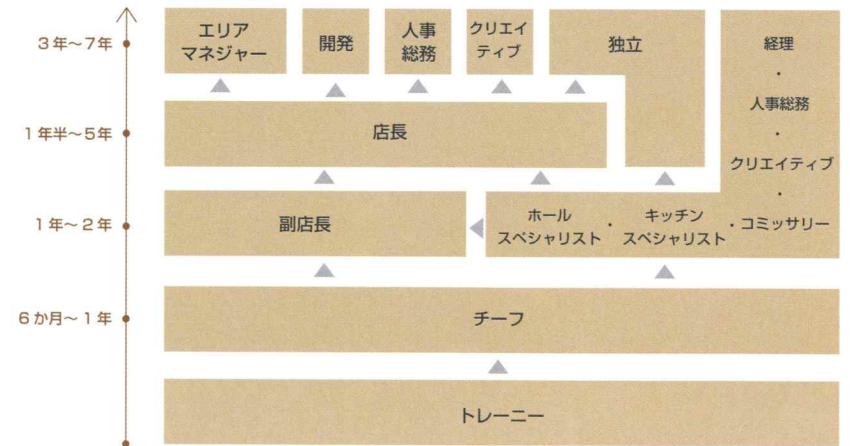 3年〜7年
エリア
マネジャー
開発
人事
総務
クリエイ
ティブ
独立
経理
・
人事総務
・
クリエイティブ
・
コミッサリー
1年半〜5年
店長
1年〜2年
副店長
ホール
スペシャリスト
・
キッチン
スペシャリスト
・
6か月〜1年
チーフ
トレーニー